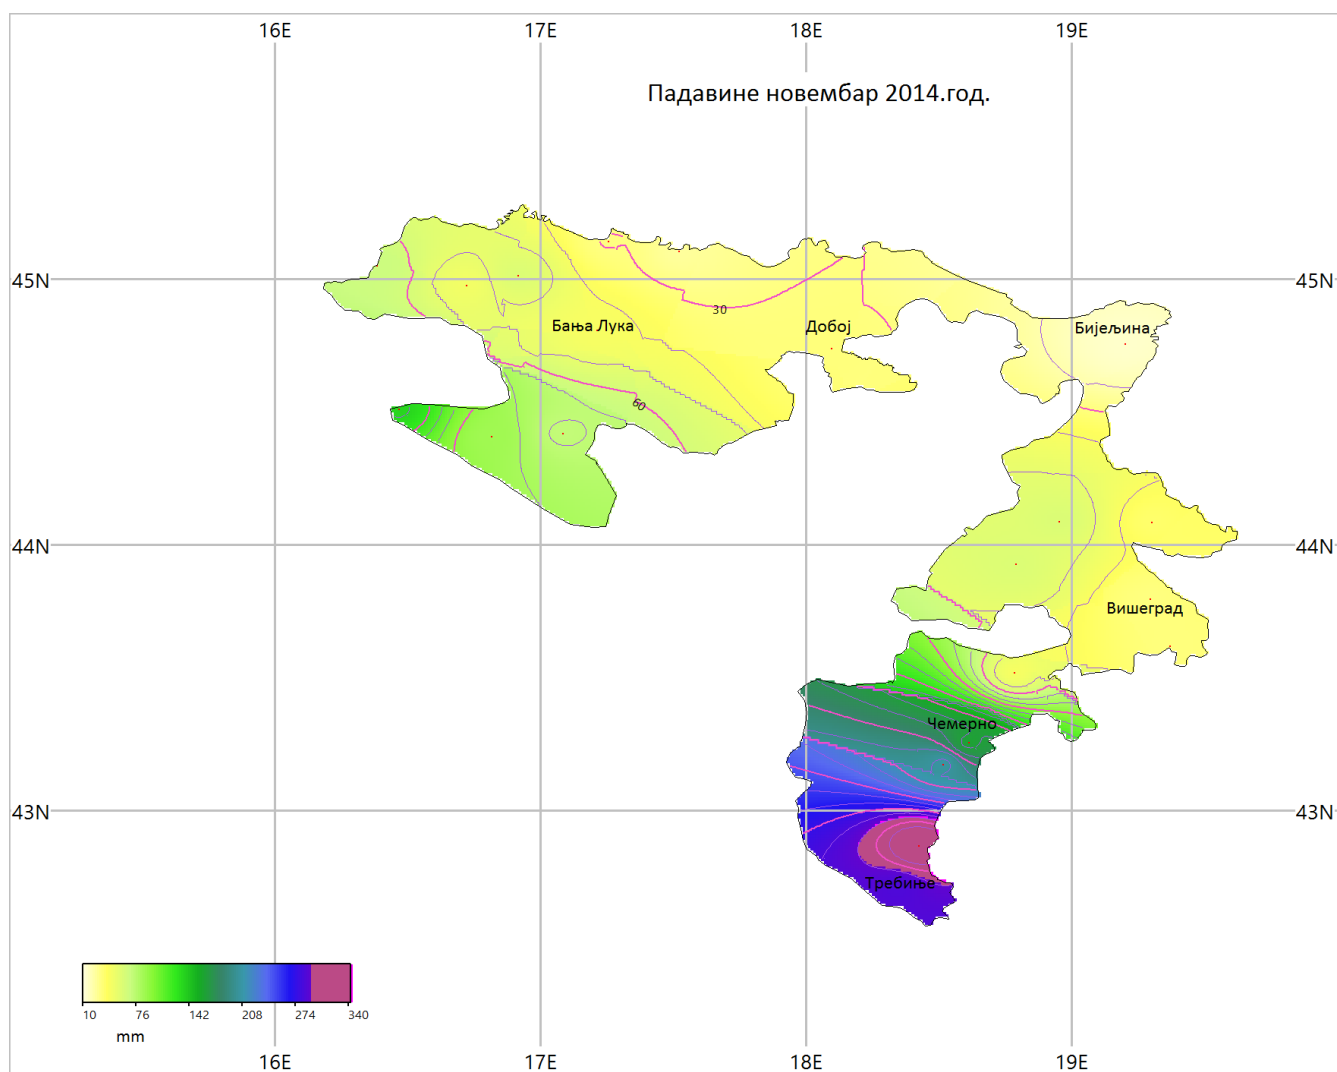 16E 17E 18E 19E
Падавине новембар 2014.год.
45N 45N
30
Бања Лука Добој Бијељина
60
44N 44N
Вишеград
Чемерно
43N 43N
Требиње
10 76 142 208 274 340
mm
16E 17E 18E 19E